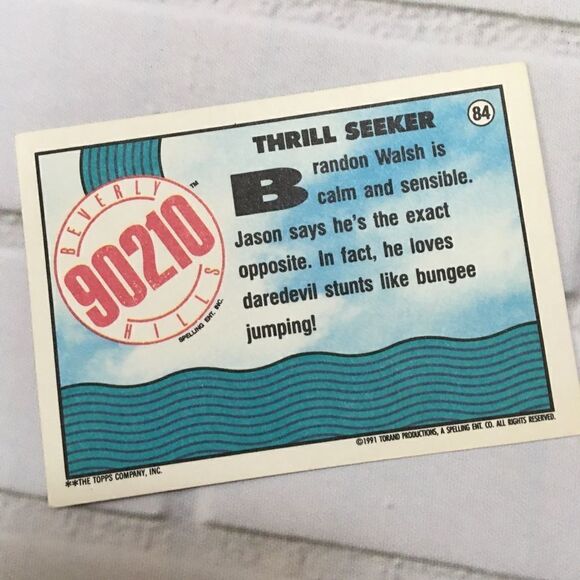 84
THRILL SEEKER
Brandon Walsh is
calm and sensible.
Jason says he's the exact
opposite. In fact, he loves
daredevil stunts like bungee
jumping!
BEVERLY
90210
HILLS
TM
SPELLING ENT. INC.
**THE TOPPS COMPANY, INC.
©1991 TORAND PRODUCTIONS, A SPELLING ENT. CO. ALL RIGHTS RESERVED.